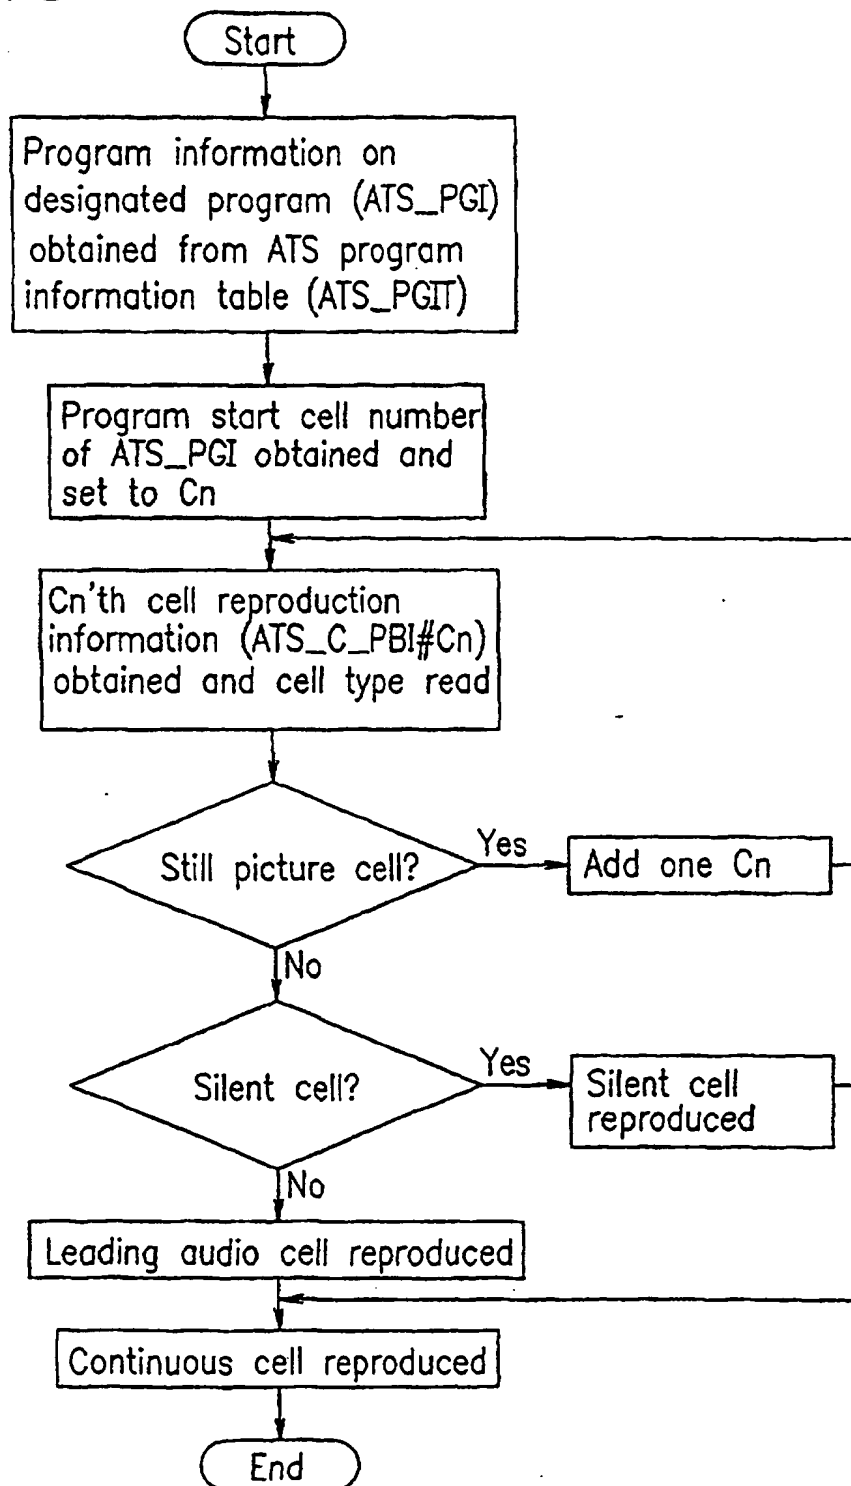 Start
Program information on
designated program (ATS_PGI)
obtained from ATS program
information table (ATS_PGIT)
Program start cell number
of ATS_PGI obtained and
set to Cn
Cn'th cell reproduction
information (ATS_C_PBI#Cn)
obtained and cell type read
Still picture cell?
Yes
Add one Cn
No
Silent cell?
Yes
Silent cell
reproduced
No
Leading audio cell reproduced
Continuous cell reproduced
End